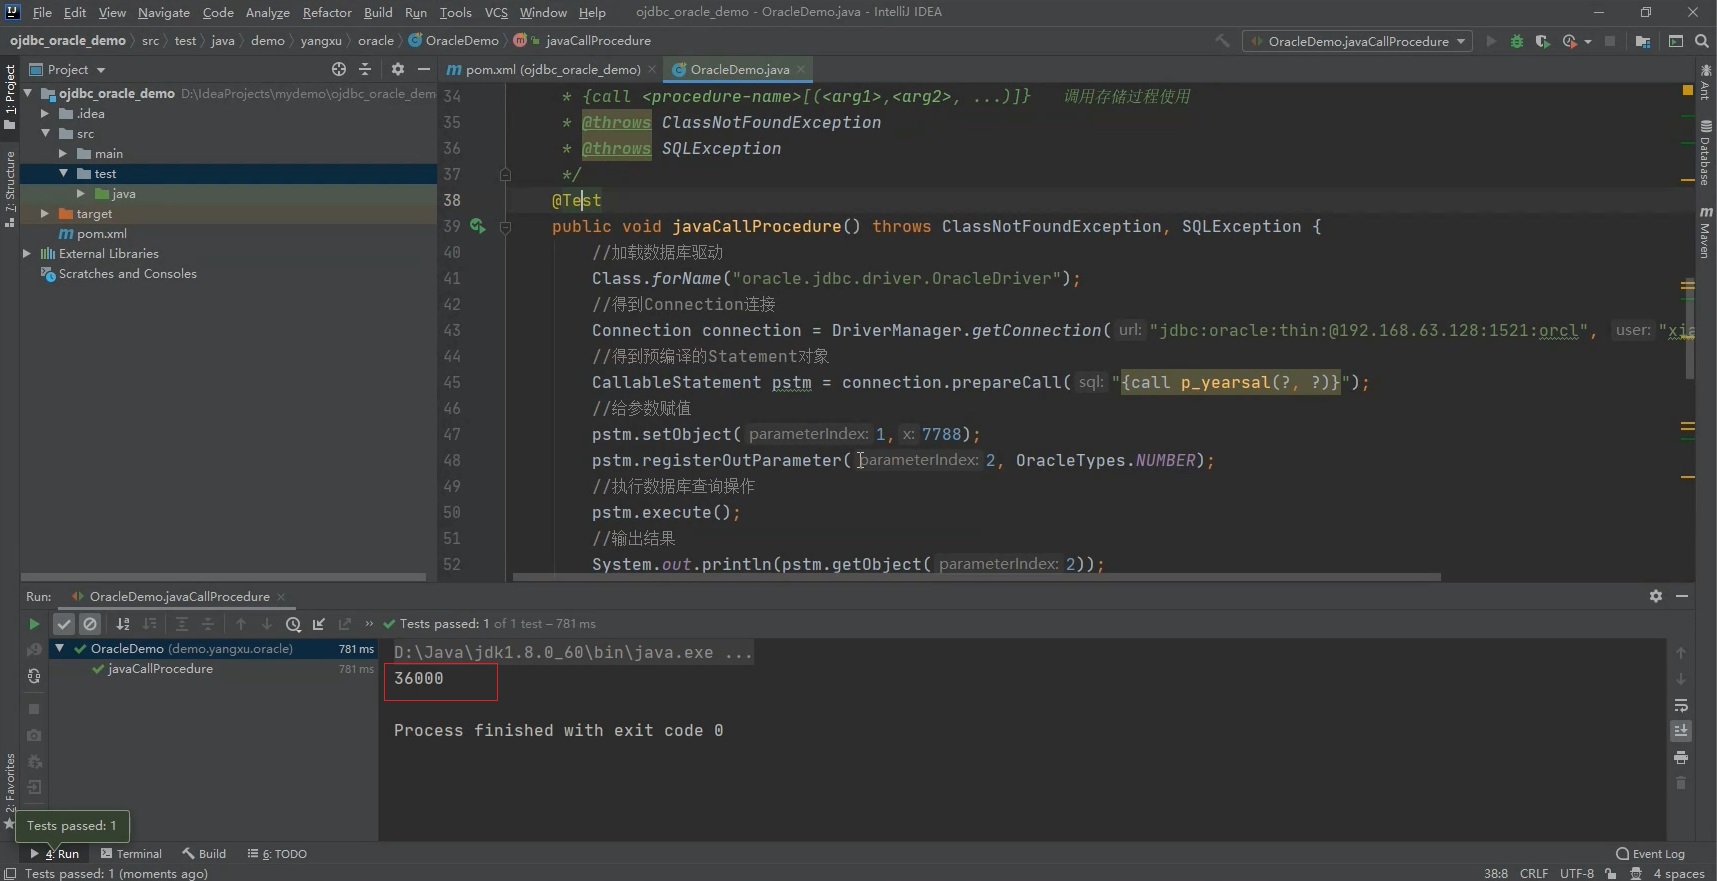 File Edit View Navigate Code Analyze Refactor Build Run Tools VCS Window Help ojdbc_oracle_demo - OracleDemo.java - IntelliJ IDEA
ojdbc_oracle_demo src test java demo yangxu oracle OracleDemo javaCallProcedure OracleDemo.javaCallProcedure
Project pom.xml (ojdbc_oracle_demo) OracleDemo.java
1: Project
7: Structure
2: Favorites
ojdbc_oracle_demo D:\IdeaProjects\mydemo\ojdbc_oracle_dem
.idea
src
main
test
java
target
pom.xml
External Libraries
Scratches and Consoles
34 * {call <procedure-name>[(<arg1>,<arg2>, ...)]} 调用存储过程使用
35 * @throws ClassNotFoundException
36 * @throws SQLException
37 */
38 @Test
39 public void javaCallProcedure() throws ClassNotFoundException, SQLException {
40 //加载数据库驱动
41 Class.forName("oracle.jdbc.driver.OracleDriver");
42 //得到Connection连接
43 Connection connection = DriverManager.getConnection( url: "jdbc:oracle:thin:@192.168.63.128:1521:orcl", user: "xia
44 //得到预编译的Statement对象
45 CallableStatement pstm = connection.prepareCall( sql: "{call p_yearsal(?, ?)}");
46 //给参数赋值
47 pstm.setObject( parameterIndex: 1, x: 7788);
48 pstm.registerOutParameter( parameterIndex: 2, OracleTypes.NUMBER);
49 //执行数据库查询操作
50 pstm.execute();
51 //输出结果
52 System.out.println(pstm.getObject( parameterIndex: 2));
Ant
Database
Maven
Run: OracleDemo.javaCallProcedure
Tests passed: 1 of 1 test – 781 ms
OracleDemo (demo.yangxu.oracle) 781 ms
javaCallProcedure 781 ms
D:\Java\jdk1.8.0_60\bin\java.exe ...
36000
Process finished with exit code 0
Tests passed: 1
4: Run Terminal Build 6: TODO Event Log
Tests passed: 1 (moments ago) 38:8 CRLF UTF-8 4 spaces